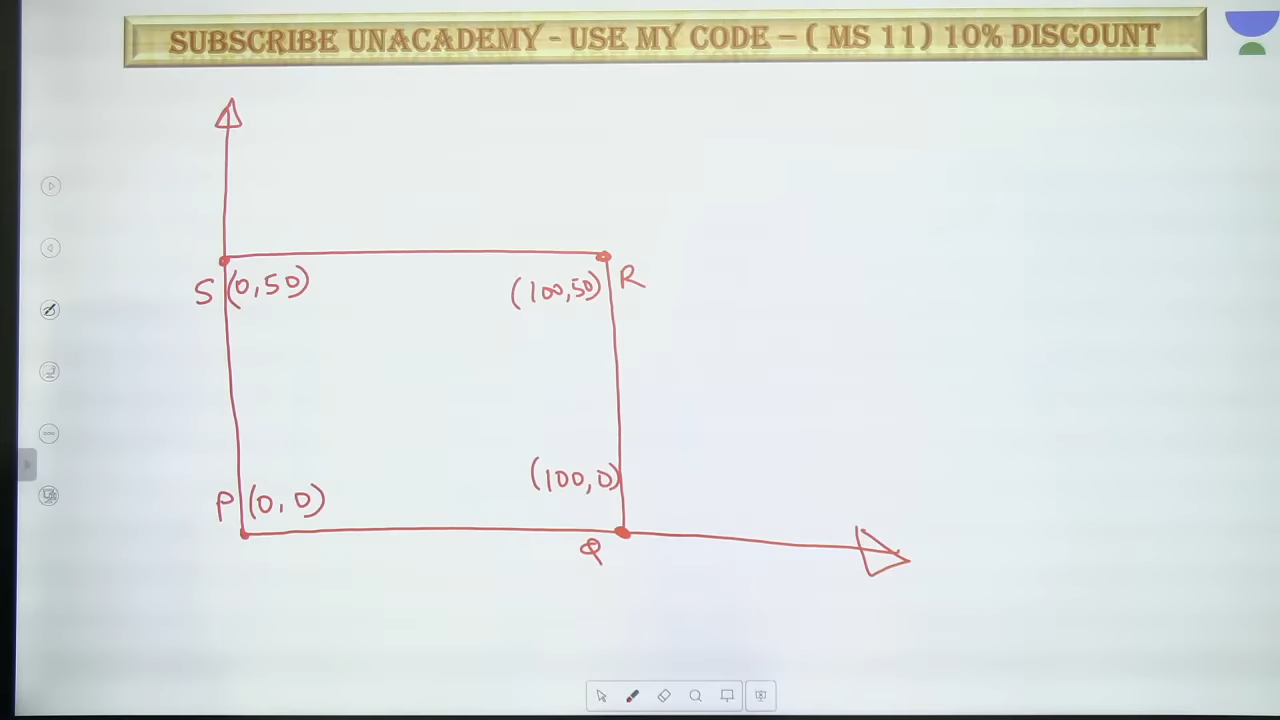 SUBSCRIBE UNACADEMY - USE MY CODE – ( MS 11) 10% DISCOUNT
S (0,50)
(100,50) R
(100,0)
P (0,0)
Q